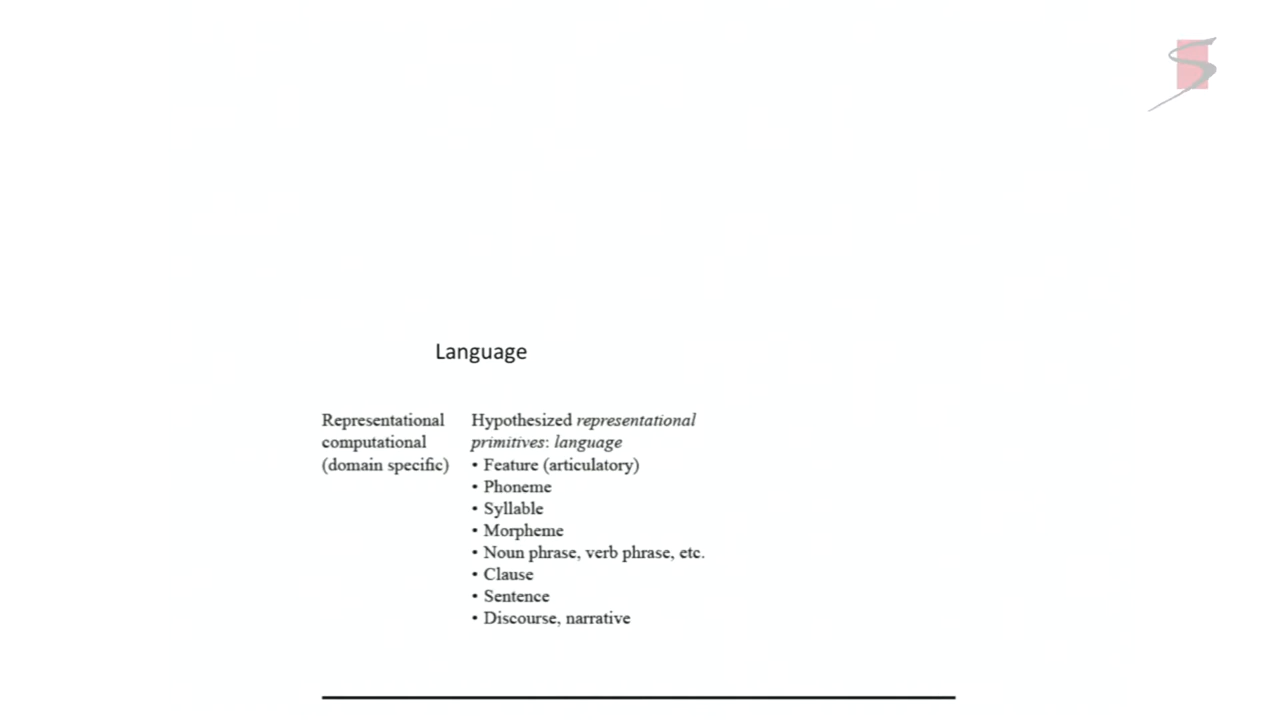 Language
Representational
computational
(domain specific)
Hypothesized representational
primitives: language
• Feature (articulatory)
• Phoneme
• Syllable
• Morpheme
• Noun phrase, verb phrase, etc.
• Clause
• Sentence
• Discourse, narrative